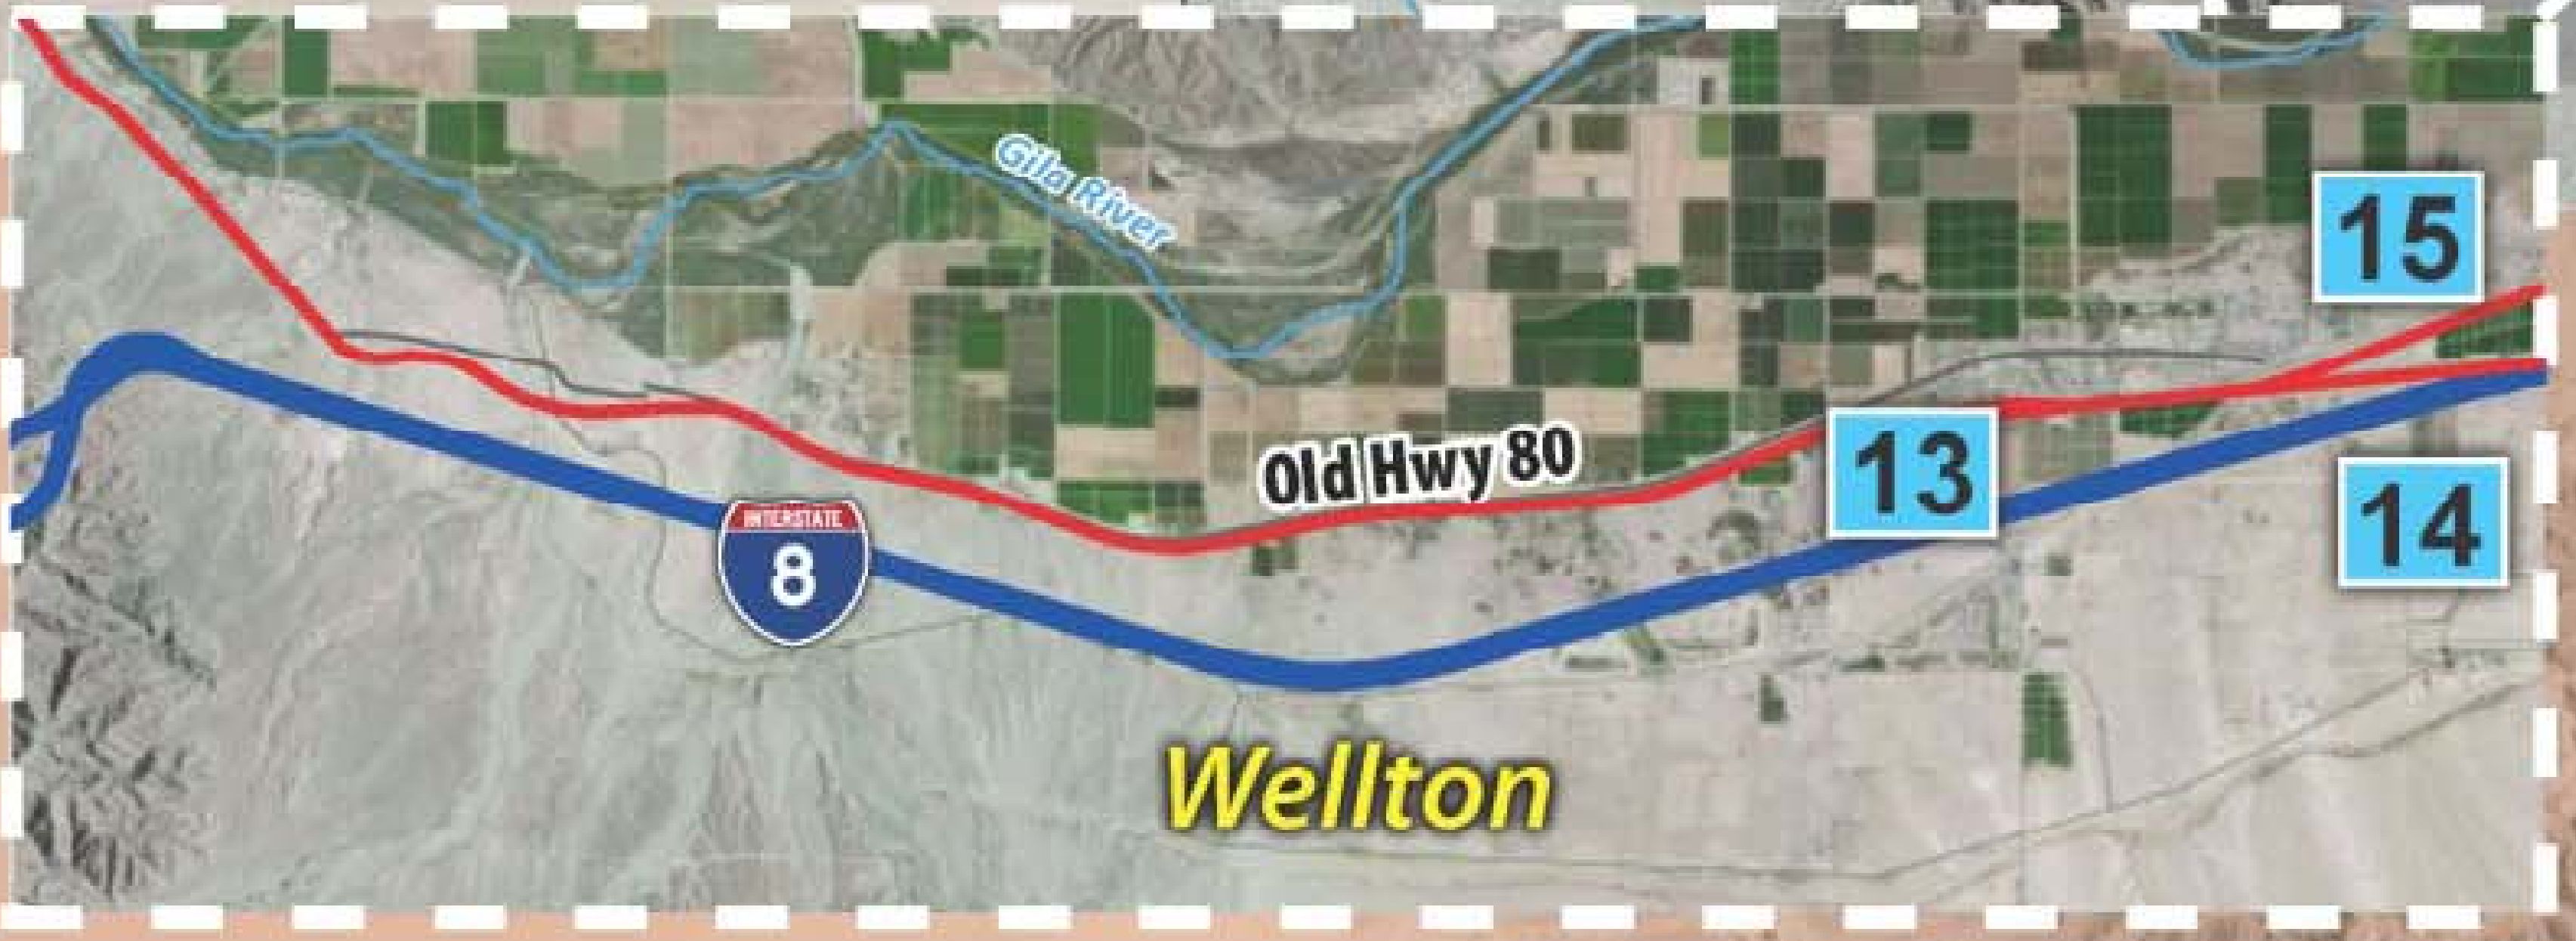 Gila River
15
Old Hwy 80
13
14
INTERSTATE
8
Wellton